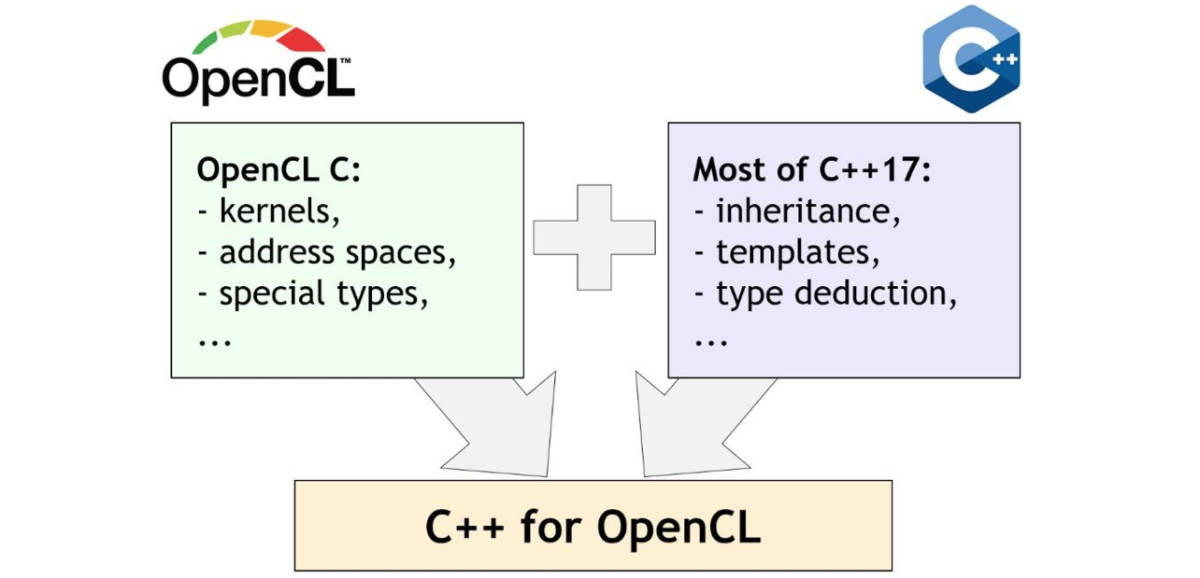 OpenCL™
C++
OpenCL C:
- kernels,
- address spaces,
- special types,
...
Most of C++17:
- inheritance,
- templates,
- type deduction,
...
C++ for OpenCL